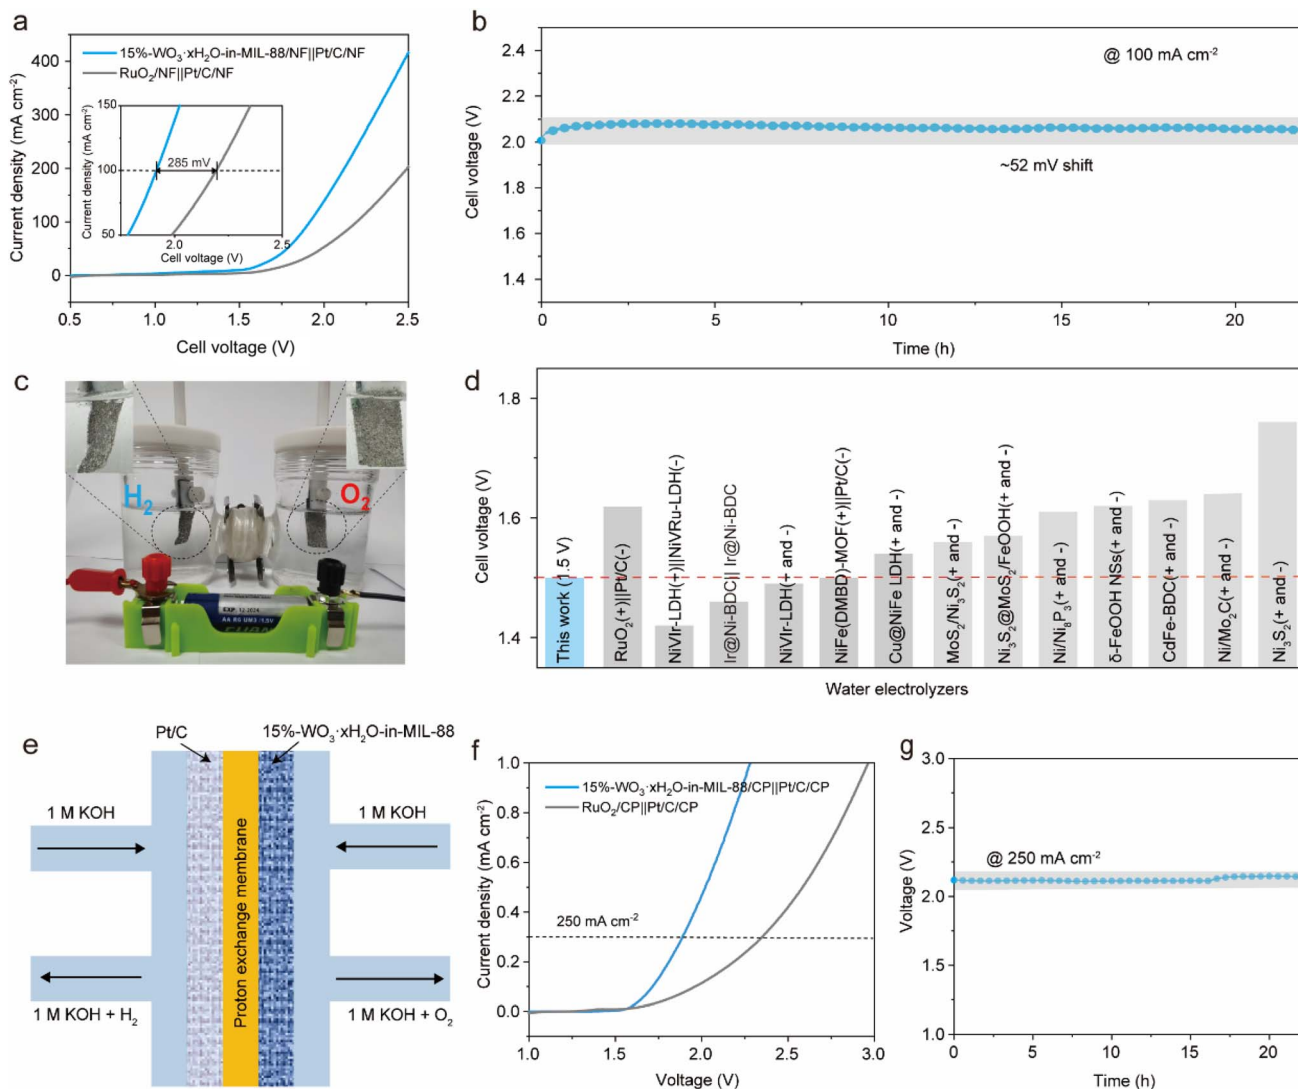 a
15%-WO₃·xH₂O-in-MIL-88/NF||Pt/C/NF
RuO₂/NF||Pt/C/NF
Current density (mA cm⁻²)
400
300
200
100
0
0.5 1.0 1.5 2.0 2.5
Cell voltage (V)
Current density (mA cm⁻²)
150
100
50
285 mV
2.0 2.5
Cell voltage (V)
b
@ 100 mA cm⁻²
~52 mV shift
Cell voltage (V)
2.4
2.2
2.0
1.8
1.6
1.4
0 5 10 15 20
Time (h)
c
H₂
O₂
EXP. 12-2024
d
Cell voltage (V)
1.8
1.6
1.4
This work (1.5 V)
RuO₂(+)||Pt/C(-)
NiVIr-LDH(+)||NiVRu-LDH(-)
Ir@Ni-BDC|| Ir@Ni-BDC
NiVIr-LDH(+ and -)
NiFe(DMBD)-MOF(+)||Pt/C(-)
Cu@NiFe LDH(+ and -)
MoS₂/Ni₃S₂(+ and -)
Ni₃S₂@MoS₂/FeOOH(+ and -)
Ni/Ni₈P₃(+ and -)
δ-FeOOH NSs(+ and -)
CdFe-BDC(+ and -)
Ni/Mo₂C(+ and -)
Ni₃S₂(+ and -)
Water electrolyzers
e
Pt/C
15%-WO₃·xH₂O-in-MIL-88
1 M KOH
1 M KOH
Proton exchange membrane
1 M KOH + H₂
1 M KOH + O₂
f
15%-WO₃·xH₂O-in-MIL-88/CP||Pt/C/CP
RuO₂/CP||Pt/C/CP
250 mA cm⁻²
Current density (mA cm⁻²)
1.0
0.8
0.6
0.4
0.2
0.0
1.0 1.5 2.0 2.5 3.0
Voltage (V)
g
@ 250 mA cm⁻²
Voltage (V)
3.0
2.5
2.0
1.5
1.0
0 5 10 15 20
Time (h)